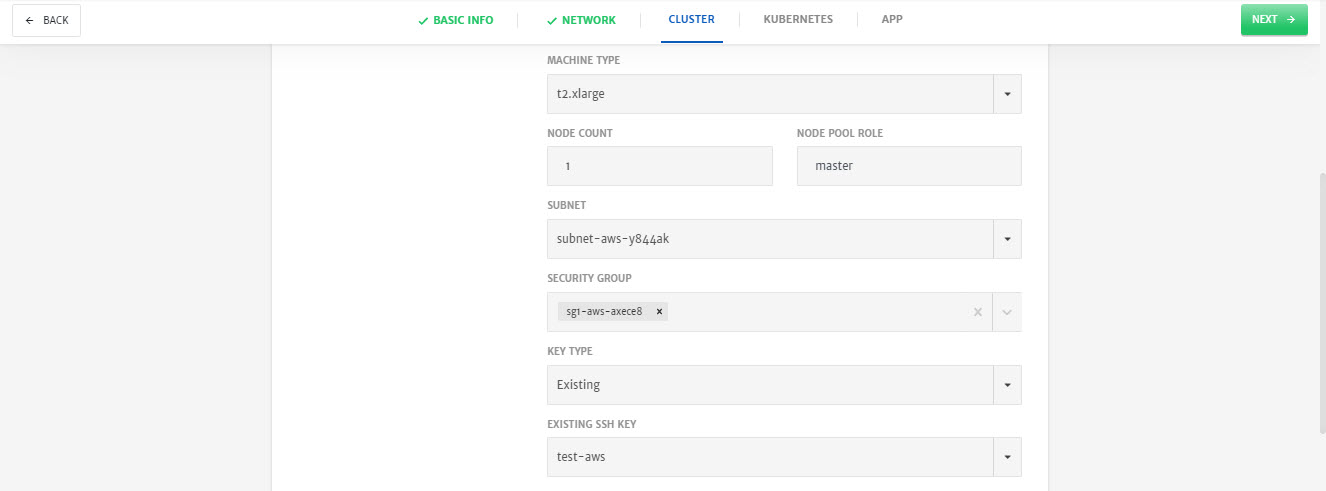 BACK
BASIC INFO
NETWORK
CLUSTER
KUBERNETES
APP
NEXT
MACHINE TYPE
t2.xlarge
NODE COUNT
NODE POOL ROLE
1
master
SUBNET
subnet-aws-y844ak
SECURITY GROUP
sg1-aws-axece8
KEY TYPE
Existing
EXISTING SSH KEY
test-aws